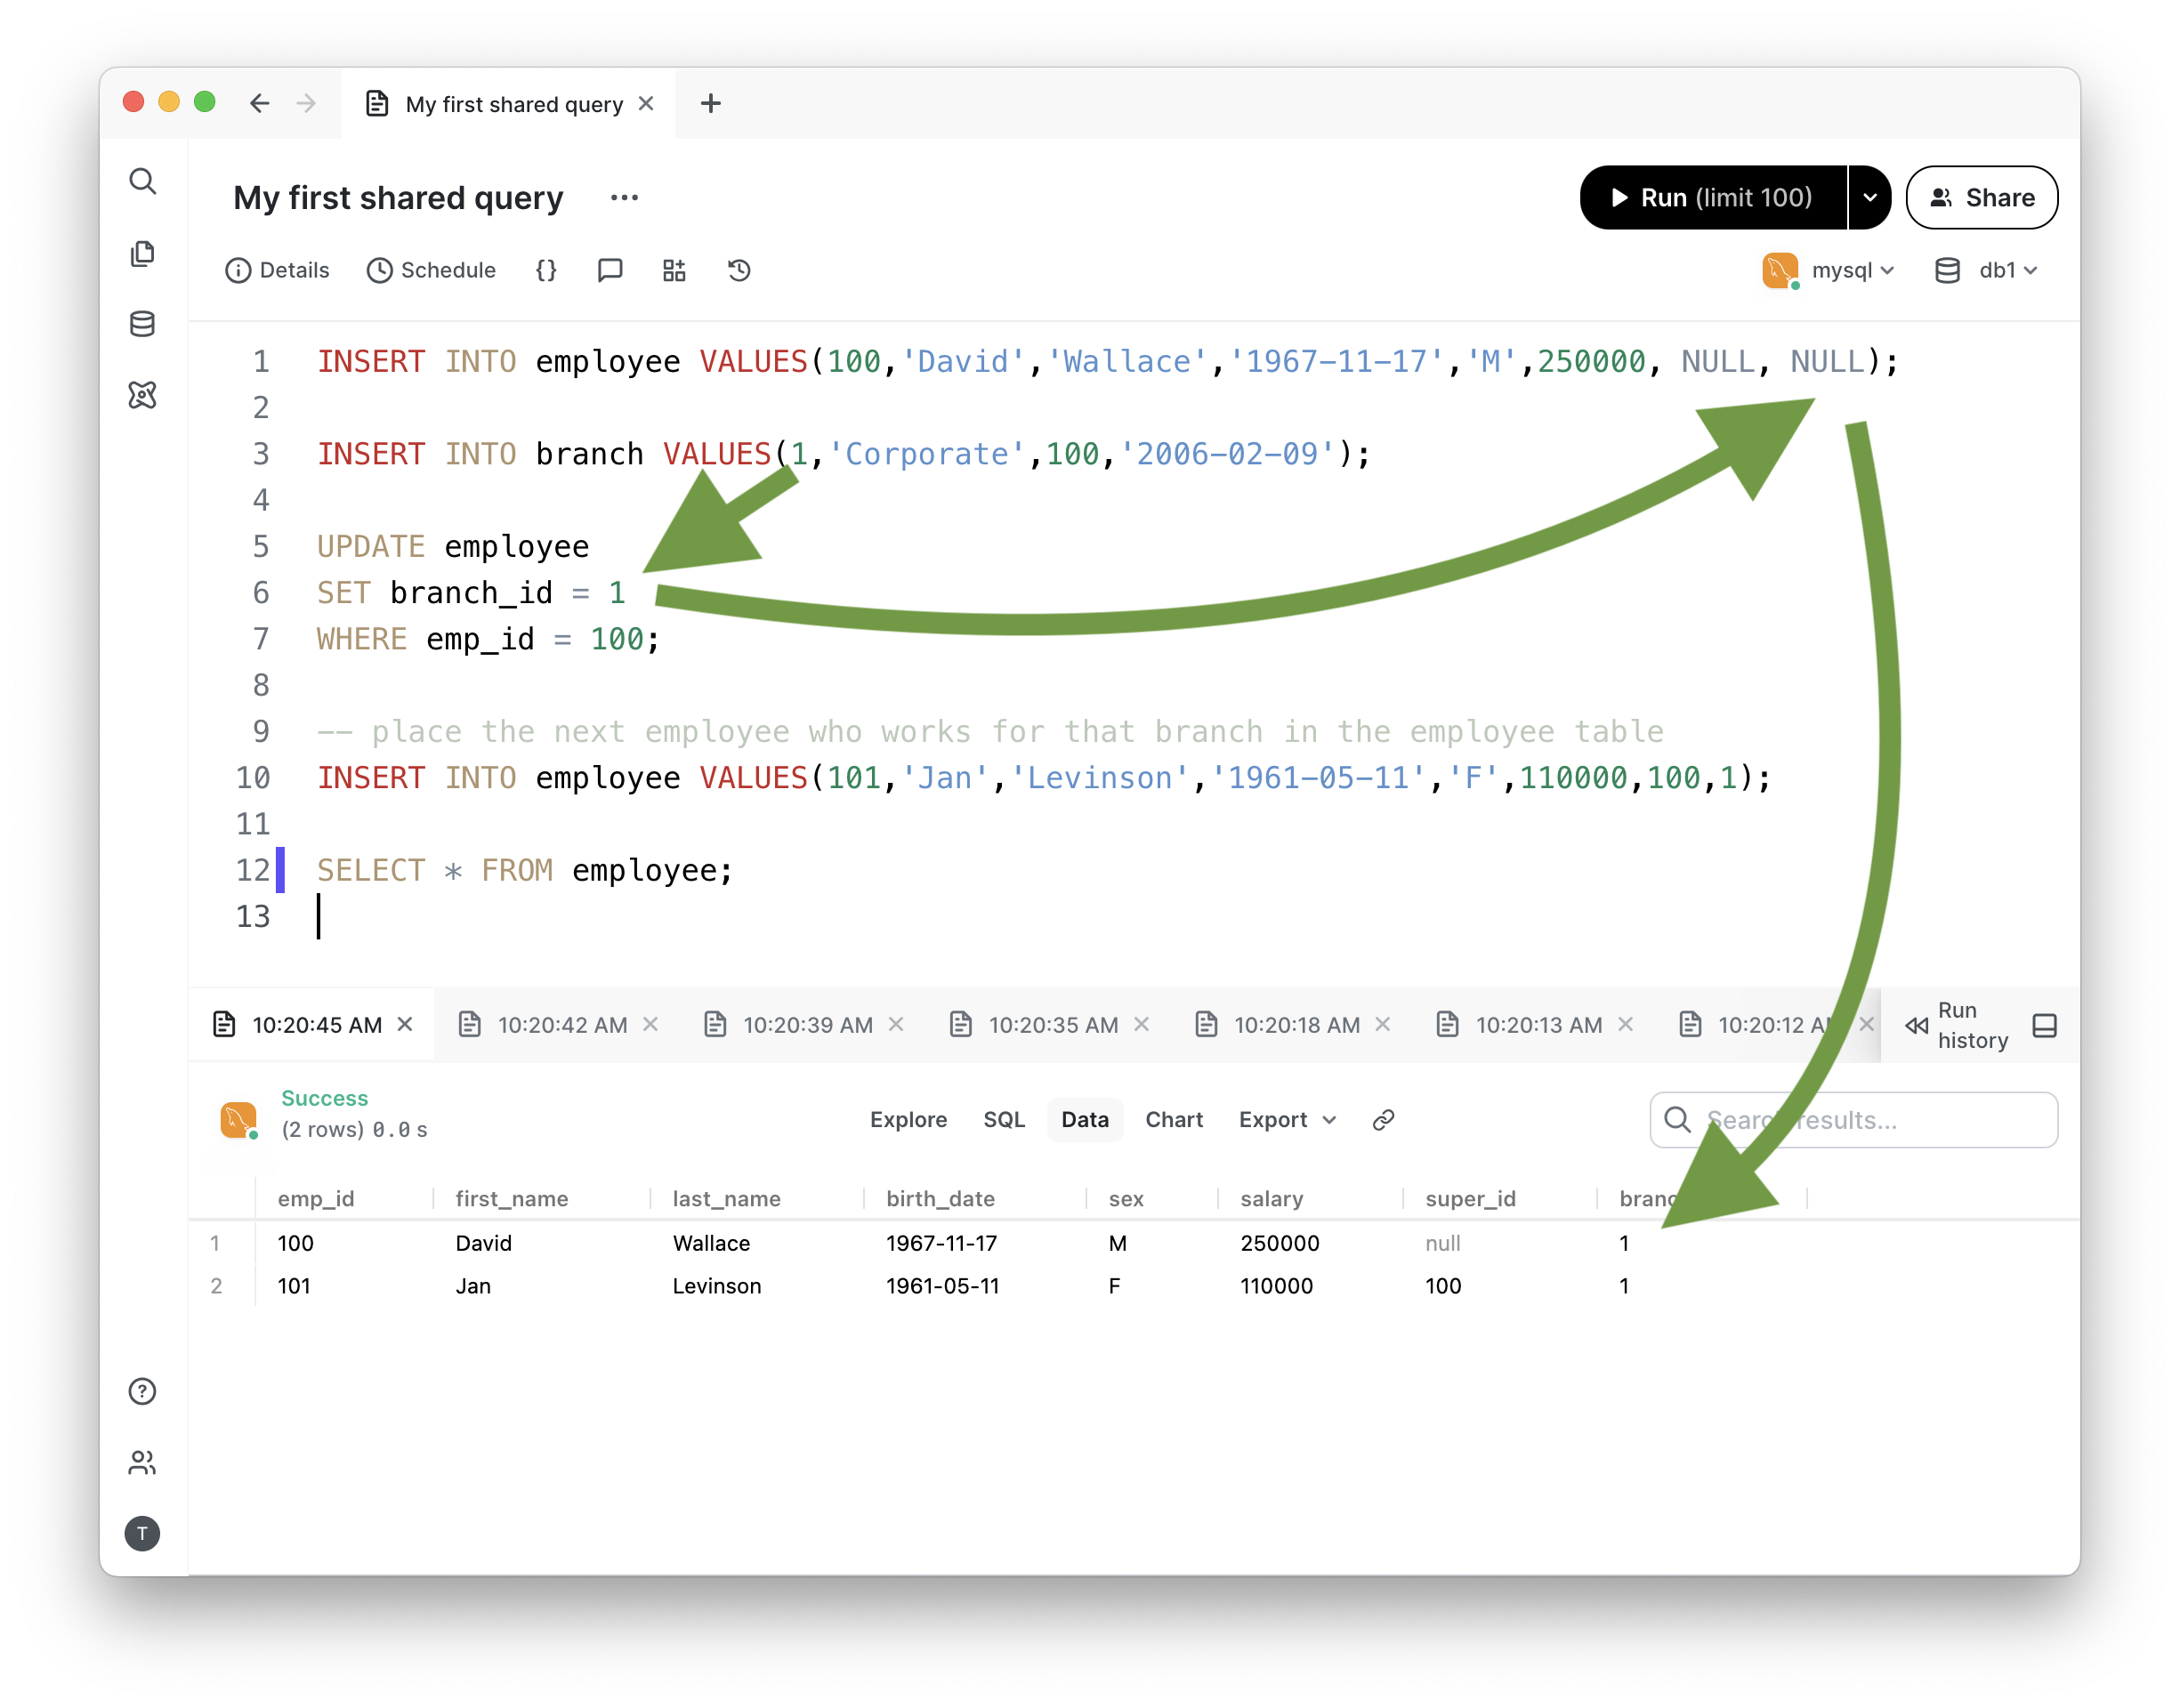 My first shared query
My first shared query ...
Run (limit 100)
Share
Details
Schedule
{}
mysql
db1
1 INSERT INTO employee VALUES(100,'David','Wallace','1967-11-17','M',250000, NULL, NULL);
2
3 INSERT INTO branch VALUES(1,'Corporate',100,'2006-02-09');
4
5 UPDATE employee
6 SET branch_id = 1
7 WHERE emp_id = 100;
8
9 -- place the next employee who works for that branch in the employee table
10 INSERT INTO employee VALUES(101,'Jan','Levinson','1961-05-11','F',110000,100,1);
11
12 SELECT * FROM employee;
13
10:20:45 AM
10:20:42 AM
10:20:39 AM
10:20:35 AM
10:20:18 AM
10:20:13 AM
10:20:12
Run
history
Success
(2 rows) 0.0 s
Explore
SQL
Data
Chart
Export
results...
emp_id first_name last_name birth_date sex salary super_id
1 100 David Wallace 1967-11-17 M 250000 null 1
2 101 Jan Levinson 1961-05-11 F 110000 100 1
T